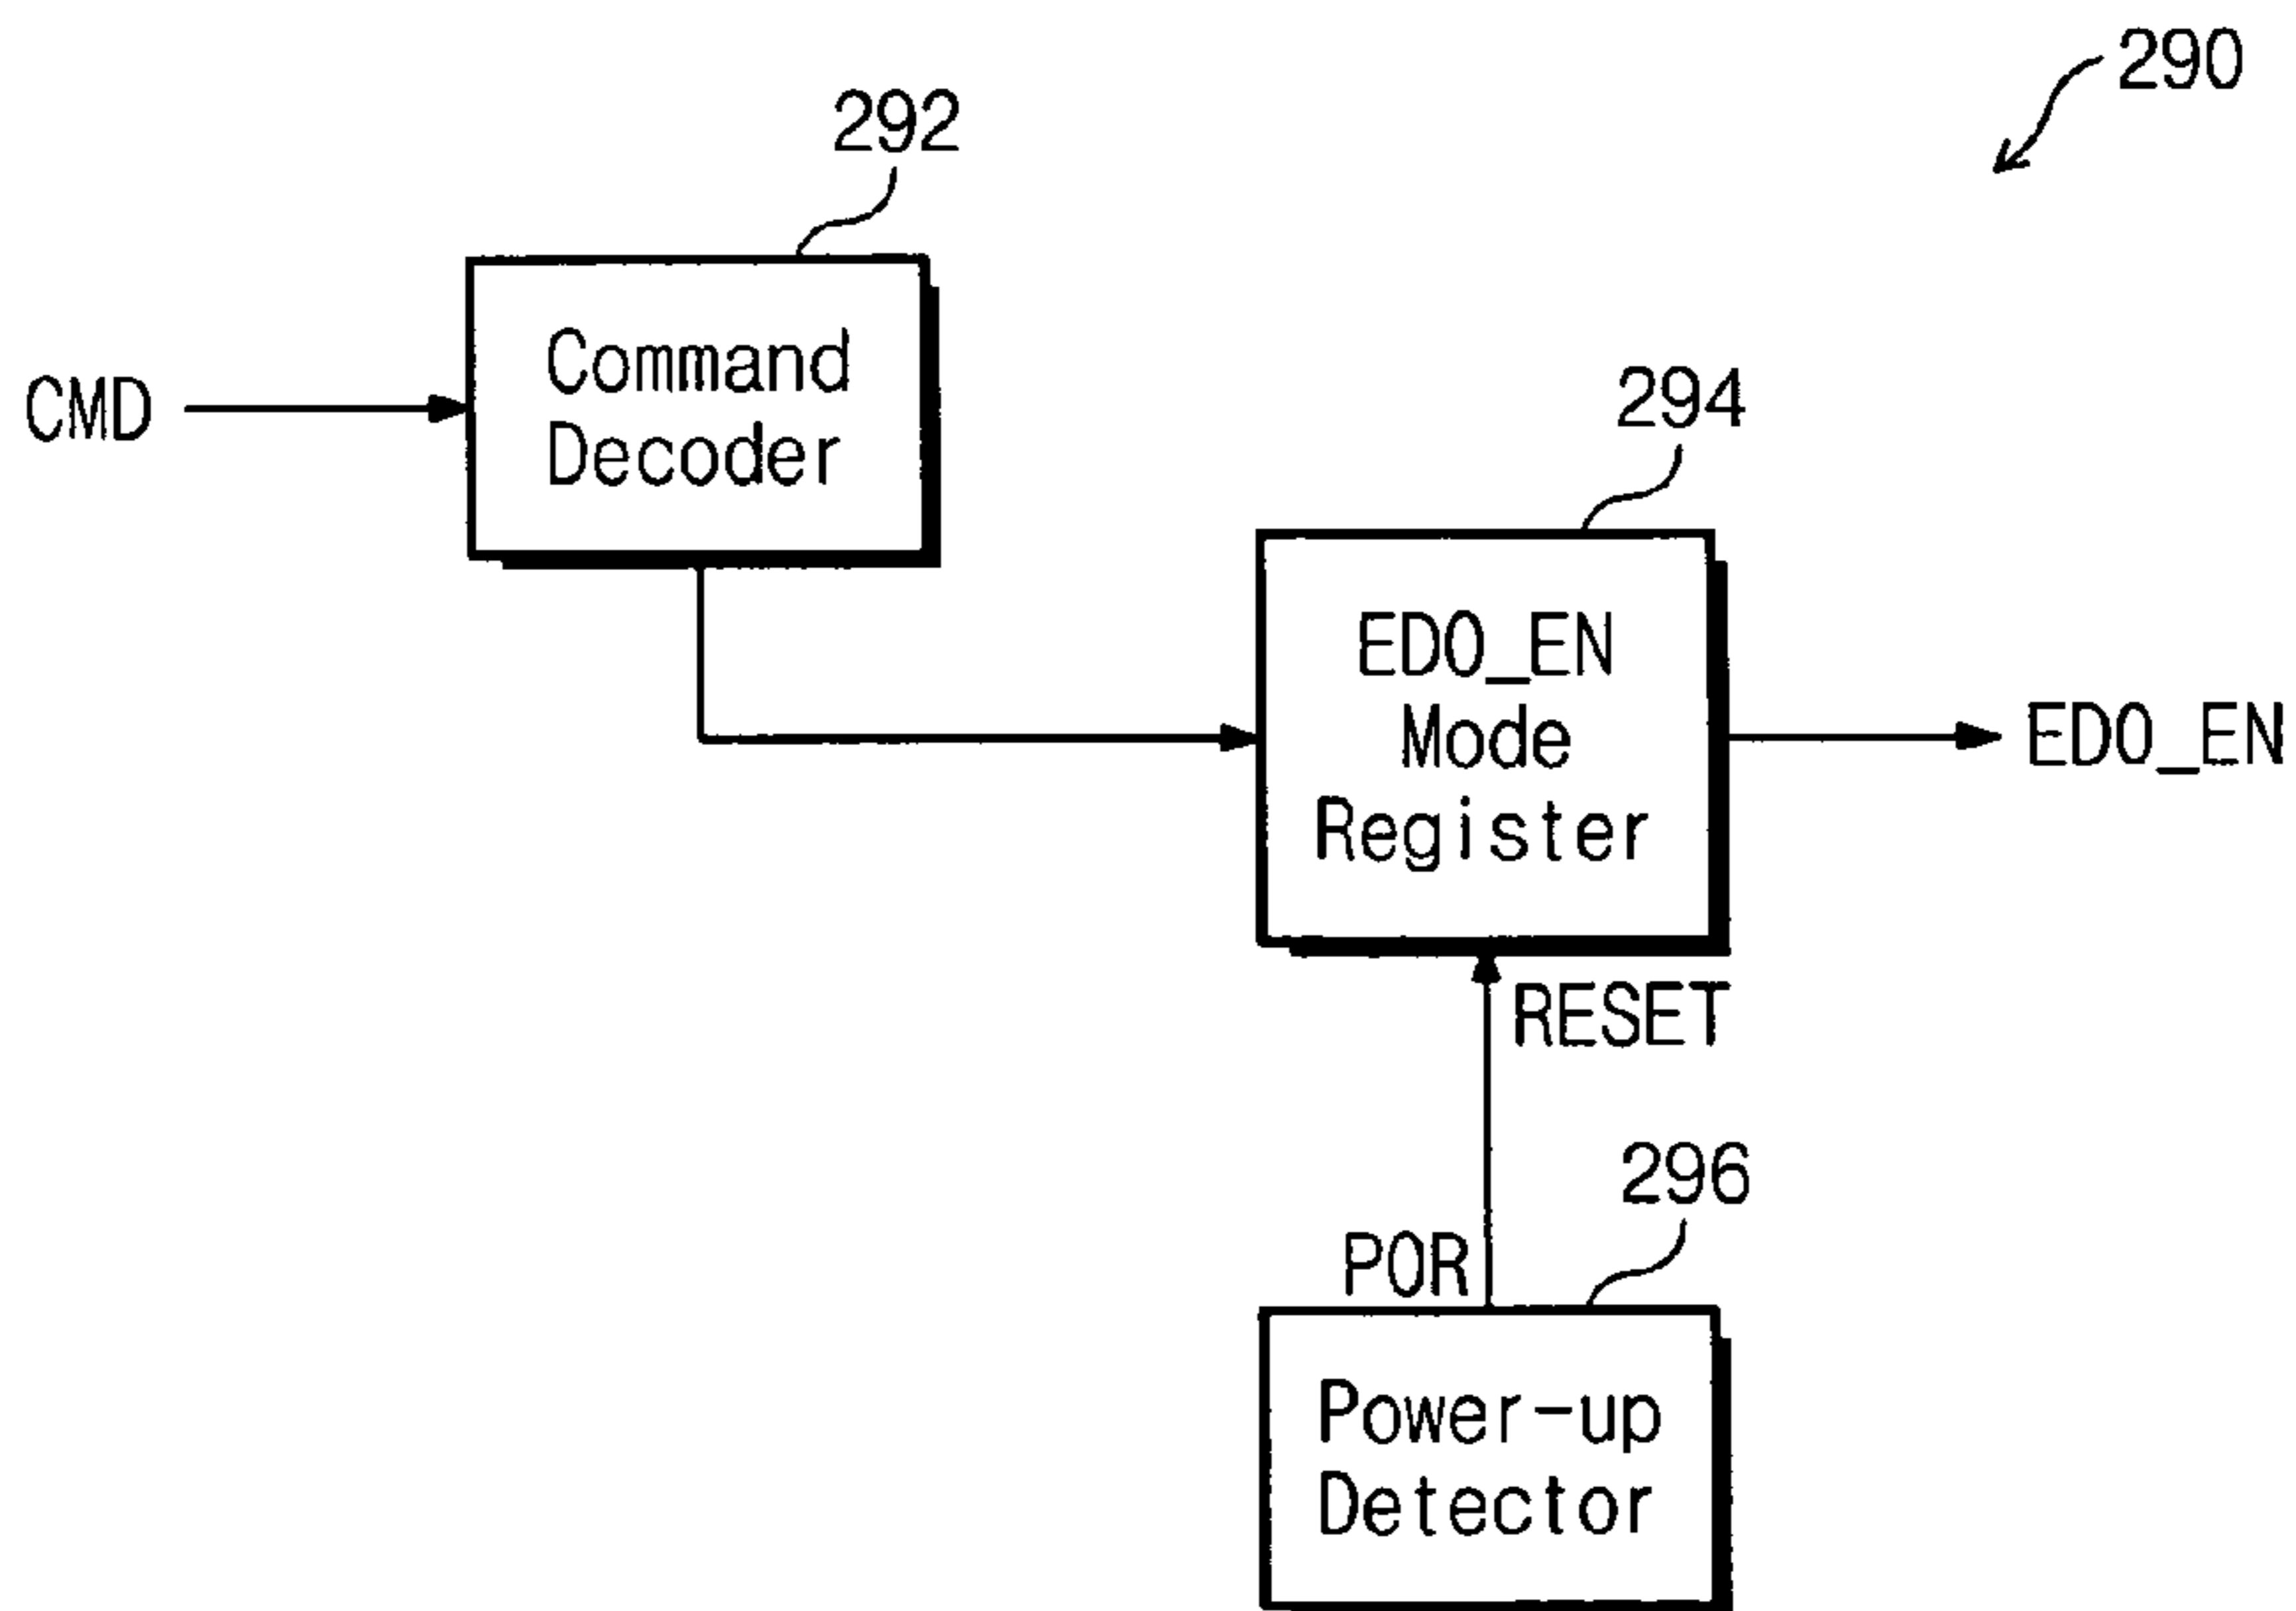 290
292
Command
Decoder
CMD
294
EDO_EN
Mode
Register
EDO_EN
RESET
296
POR
Power-up
Detector